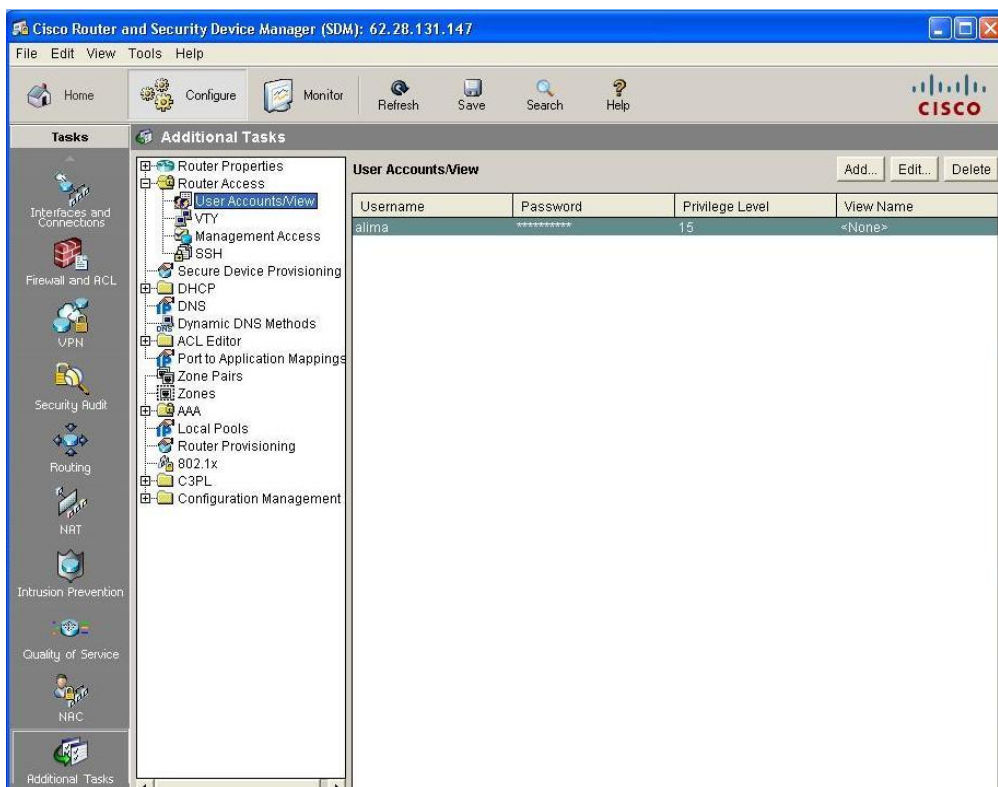 Cisco Router and Security Device Manager (SDM): 62.28.131.147
File Edit View Tools Help
Home
Configure
Monitor
Refresh
Save
Search
Help
CISCO
Tasks
Additional Tasks
Interfaces and
Connections
Firewall and ACL
VPN
Security Audit
Routing
NAT
Intrusion Prevention
Quality of Service
NAC
Additional Tasks
Router Properties
Router Access
User Accounts/View
VTY
Management Access
SSH
Secure Device Provisioning
DHCP
DNS
Dynamic DNS Methods
ACL Editor
Port to Application Mappings
Zone Pairs
Zones
AAA
Local Pools
Router Provisioning
802.1x
C3PL
Configuration Management
User Accounts/View
Add... Edit... Delete
Username Password Privilege Level View Name
alima ********** 15 <None>